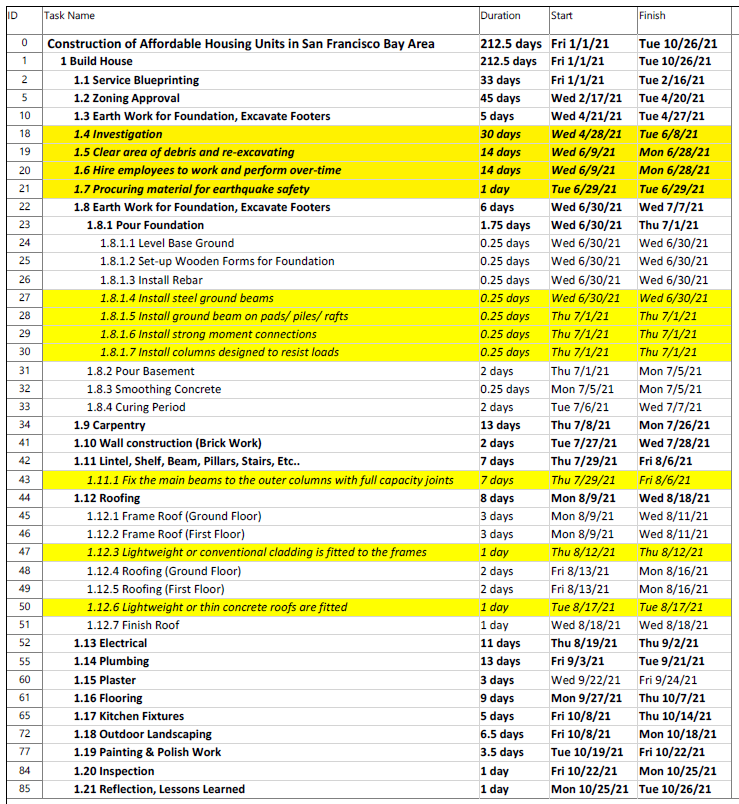 ID Task Name Duration Start Finish
0 Construction of Affordable Housing Units in San Francisco Bay Area 212.5 days Fri 1/1/21 Tue 10/26/21
1 1 Build House 212.5 days Fri 1/1/21 Tue 10/26/21
2 1.1 Service Blueprinting 33 days Fri 1/1/21 Tue 2/16/21
5 1.2 Zoning Approval 45 days Wed 2/17/21 Tue 4/20/21
10 1.3 Earth Work for Foundation, Excavate Footers 5 days Wed 4/21/21 Tue 4/27/21
18 1.4 Investigation 30 days Wed 4/28/21 Tue 6/8/21
19 1.5 Clear area of debris and re-excavating 14 days Wed 6/9/21 Mon 6/28/21
20 1.6 Hire employees to work and perform over-time 14 days Wed 6/9/21 Mon 6/28/21
21 1.7 Procuring material for earthquake safety 1 day Tue 6/29/21 Tue 6/29/21
22 1.8 Earth Work for Foundation, Excavate Footers 6 days Wed 6/30/21 Wed 7/7/21
23 1.8.1 Pour Foundation 1.75 days Wed 6/30/21 Thu 7/1/21
24 1.8.1.1 Level Base Ground 0.25 days Wed 6/30/21 Wed 6/30/21
25 1.8.1.2 Set-up Wooden Forms for Foundation 0.25 days Wed 6/30/21 Wed 6/30/21
26 1.8.1.3 Install Rebar 0.25 days Wed 6/30/21 Wed 6/30/21
27 1.8.1.4 Install steel ground beams 0.25 days Wed 6/30/21 Wed 6/30/21
28 1.8.1.5 Install ground beam on pads/ piles/ rafts 0.25 days Thu 7/1/21 Thu 7/1/21
29 1.8.1.6 Install strong moment connections 0.25 days Thu 7/1/21 Thu 7/1/21
30 1.8.1.7 Install columns designed to resist loads 0.25 days Thu 7/1/21 Thu 7/1/21
31 1.8.2 Pour Basement 2 days Thu 7/1/21 Mon 7/5/21
32 1.8.3 Smoothing Concrete 0.25 days Mon 7/5/21 Mon 7/5/21
33 1.8.4 Curing Period 2 days Tue 7/6/21 Wed 7/7/21
34 1.9 Carpentry 13 days Thu 7/8/21 Mon 7/26/21
41 1.10 Wall construction (Brick Work) 2 days Tue 7/27/21 Wed 7/28/21
42 1.11 Lintel, Shelf, Beam, Pillars, Stairs, Etc.. 7 days Thu 7/29/21 Fri 8/6/21
43 1.11.1 Fix the main beams to the outer columns with full capacity joints 7 days Thu 7/29/21 Fri 8/6/21
44 1.12 Roofing 8 days Mon 8/9/21 Wed 8/18/21
45 1.12.1 Frame Roof (Ground Floor) 3 days Mon 8/9/21 Wed 8/11/21
46 1.12.2 Frame Roof (First Floor) 3 days Mon 8/9/21 Wed 8/11/21
47 1.12.3 Lightweight or conventional cladding is fitted to the frames 1 day Thu 8/12/21 Thu 8/12/21
48 1.12.4 Roofing (Ground Floor) 2 days Fri 8/13/21 Mon 8/16/21
49 1.12.5 Roofing (First Floor) 2 days Fri 8/13/21 Mon 8/16/21
50 1.12.6 Lightweight or thin concrete roofs are fitted 1 day Tue 8/17/21 Tue 8/17/21
51 1.12.7 Finish Roof 1 day Wed 8/18/21 Wed 8/18/21
52 1.13 Electrical 11 days Thu 8/19/21 Thu 9/2/21
55 1.14 Plumbing 13 days Fri 9/3/21 Tue 9/21/21
60 1.15 Plaster 3 days Wed 9/22/21 Fri 9/24/21
61 1.16 Flooring 9 days Mon 9/27/21 Thu 10/7/21
65 1.17 Kitchen Fixtures 5 days Fri 10/8/21 Thu 10/14/21
72 1.18 Outdoor Landscaping 6.5 days Fri 10/8/21 Mon 10/18/21
77 1.19 Painting & Polish Work 3.5 days Tue 10/19/21 Fri 10/22/21
84 1.20 Inspection 1 day Fri 10/22/21 Mon 10/25/21
85 1.21 Reflection, Lessons Learned 1 day Mon 10/25/21 Tue 10/26/21